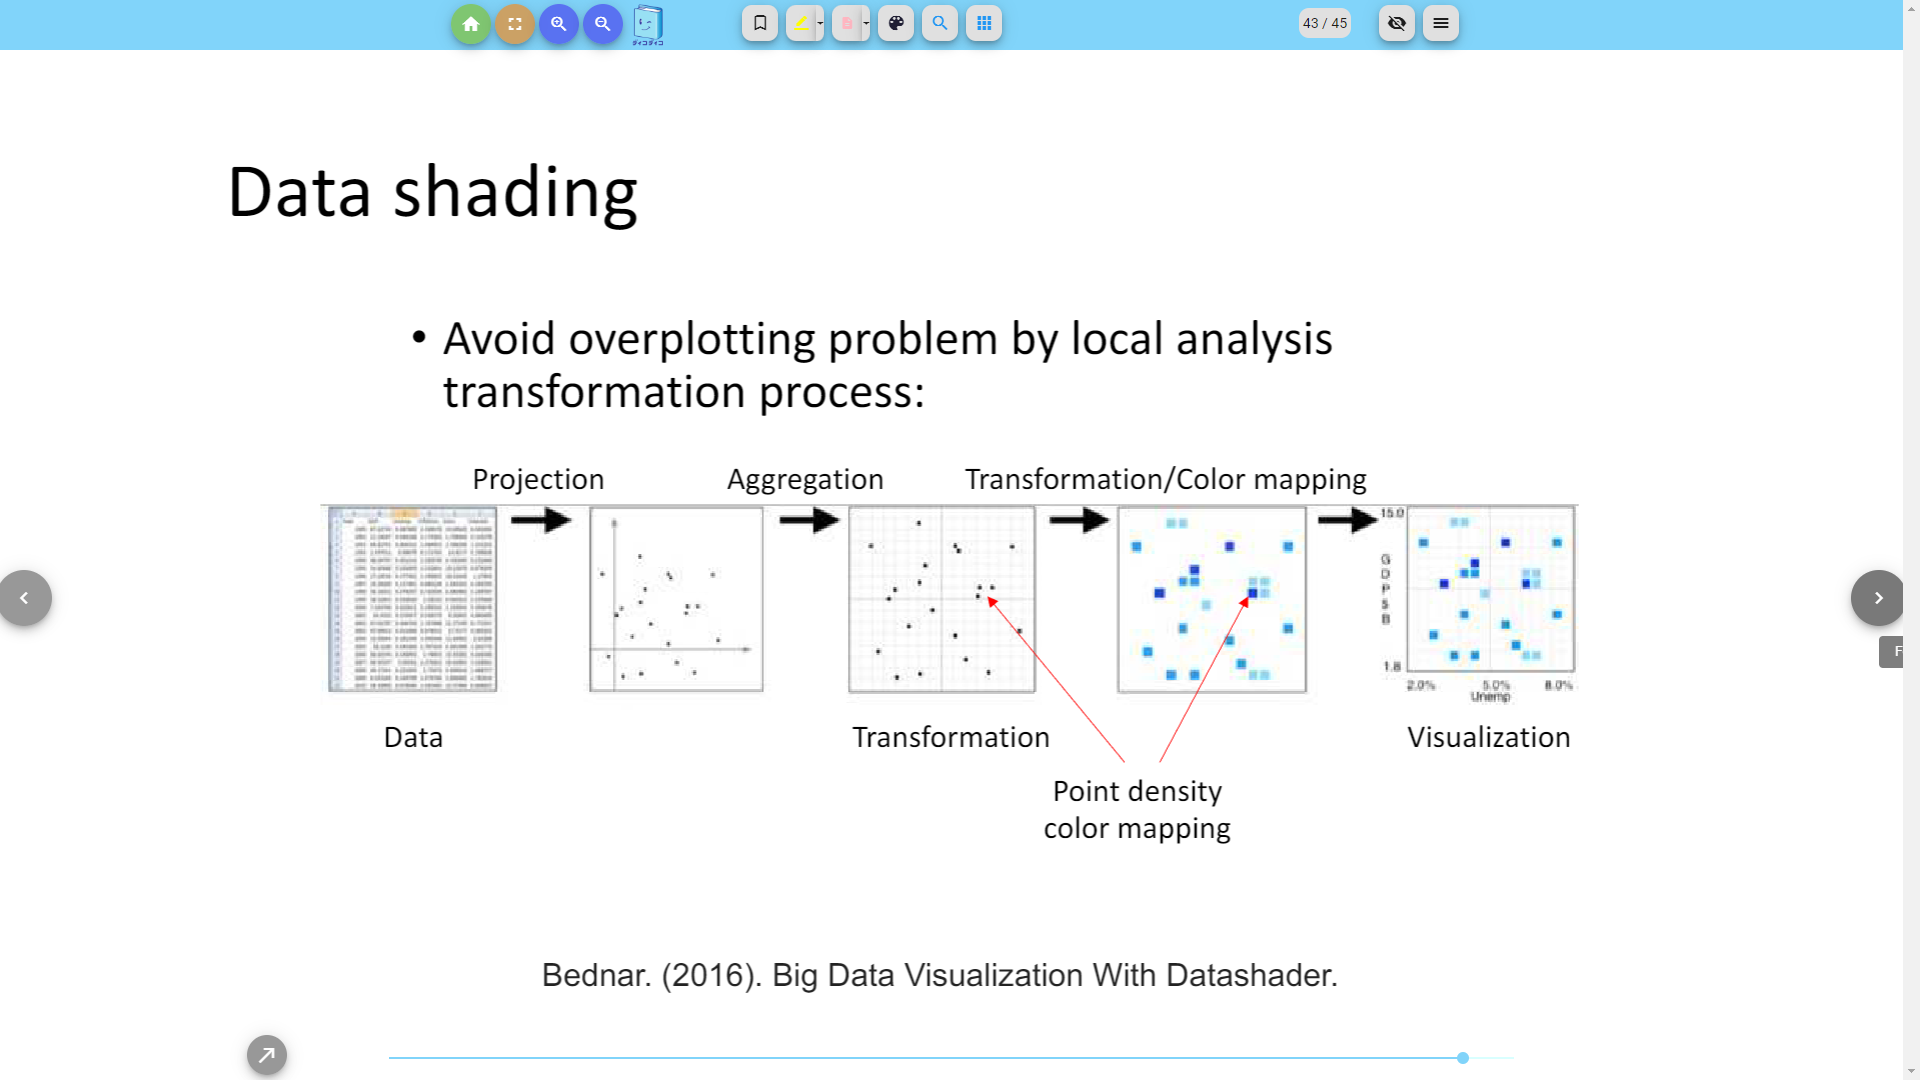 43 / 45
Data shading
• Avoid overplotting problem by local analysis
transformation process:
Projection
Aggregation
Transformation/Color mapping
15.0
G
D
P
$
B
1.8
2.0%
5.0%
8.0%
Unemp
Data
Transformation
Visualization
Point density
color mapping
Bednar. (2016). Big Data Visualization With Datashader.
F